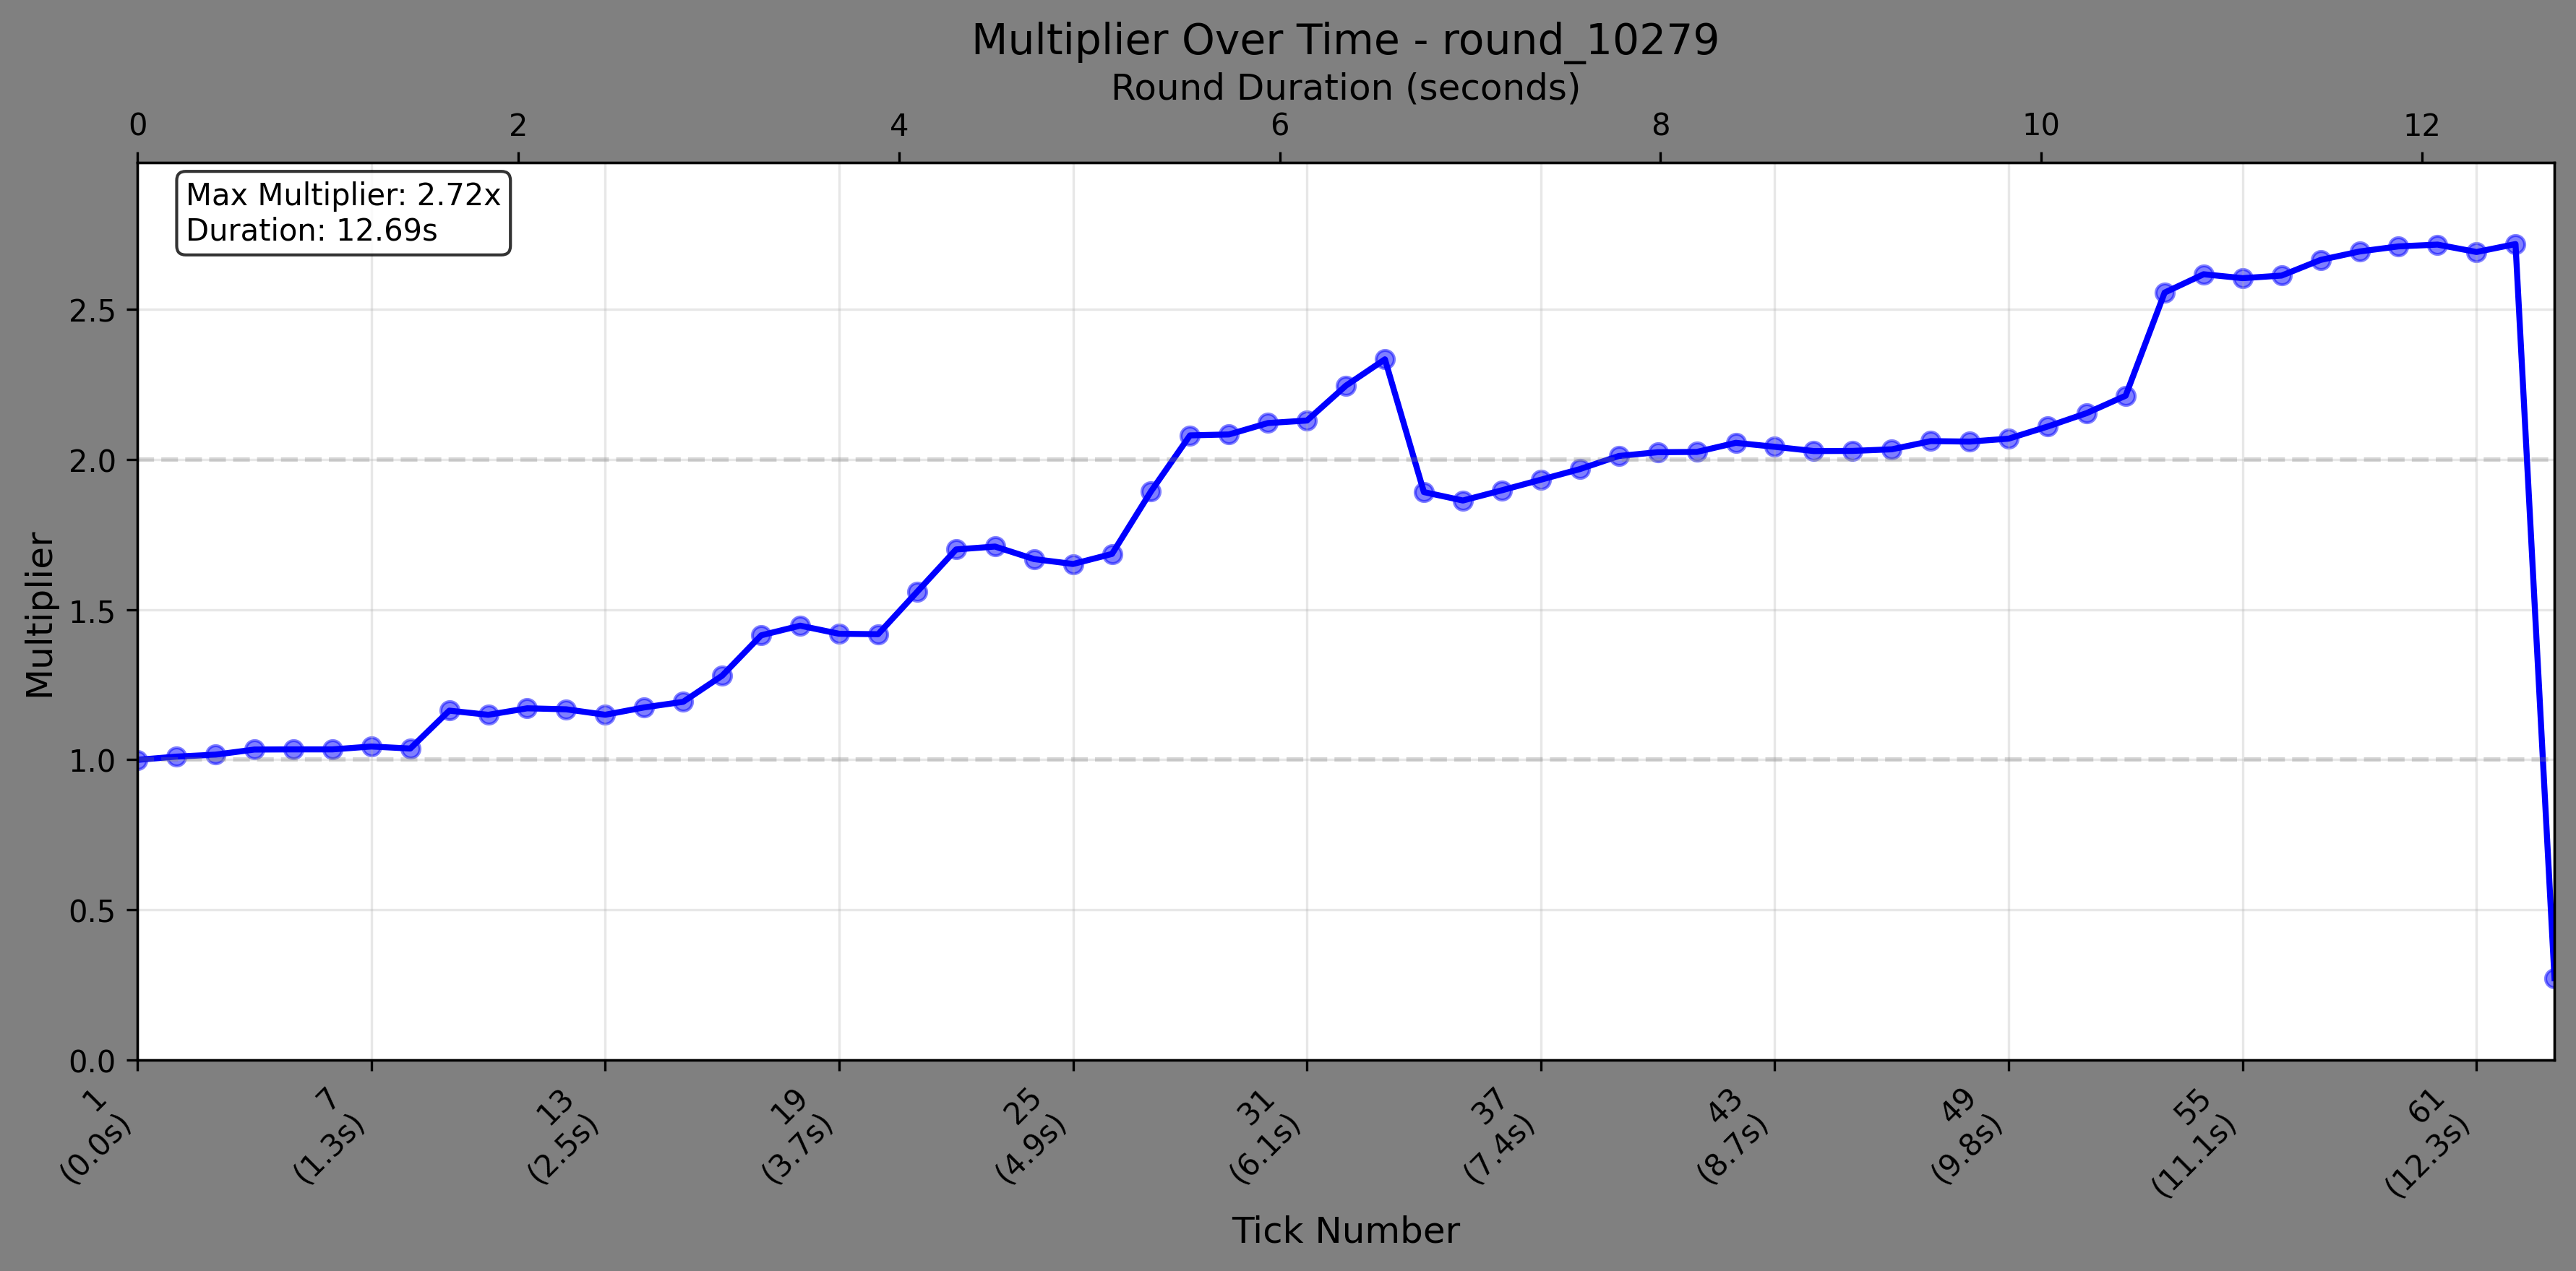 Multiplier Over Time - round_10279
Round Duration (seconds)
0 2 4 6 8 10 12
Max Multiplier: 2.72x
Duration: 12.69s
Multiplier
2.5
2.0
1.5
1.0
0.5
0.0
1
(0.0s)
7
(1.3s)
13
(2.5s)
19
(3.7s)
25
(4.9s)
31
(6.1s)
37
(7.4s)
43
(8.7s)
49
(9.8s)
55
(11.1s)
61
(12.3s)
Tick Number